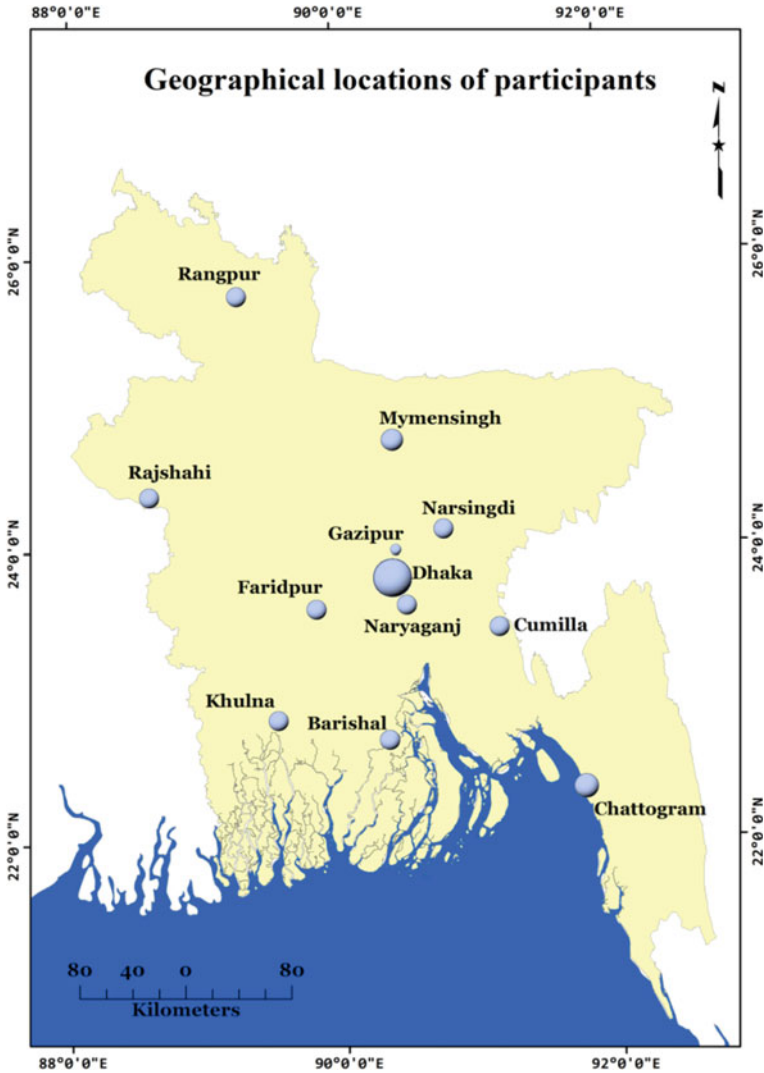 88°0'0"E 90°0'0"E 92°0'0"E
Geographical locations of participants
N
26°0'0"N
26°0'0"N
Rangpur
Mymensingh
Rajshahi
Narsingdi
Gazipur
24°0'0"N
24°0'0"N
Dhaka
Faridpur
Naryaganj
Cumilla
Khulna
Barishal
Chattogram
22°0'0"N
22°0'0"N
80 40 0 80
Kilometers
88°0'0"E 90°0'0"E 92°0'0"E